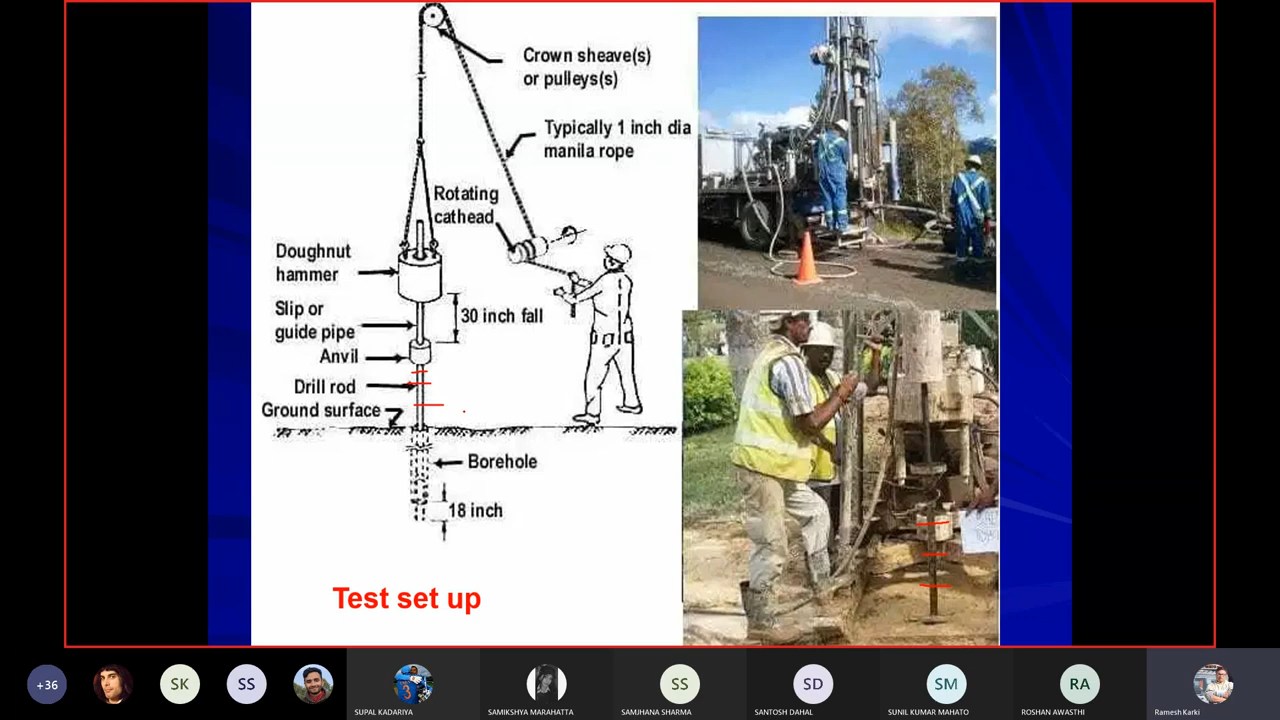 Crown sheave(s)
or pulleys(s)
Typically 1 inch dia
manila rope
Rotating
cathead
Doughnut
hammer
Slip or
guide pipe
30 inch fall
Anvil
Drill rod
Ground surface
Borehole
18 inch
Test set up
+36
SK
SS
SUPAL KADARIYA
SAMIKSHYA MARAHATTA
SS
SAMJHANA SHARMA
SD
SANTOSH DAHAL
SM
SUNIL KUMAR MAHATO
RA
ROSHAN AWASTHI
Ramesh Karki